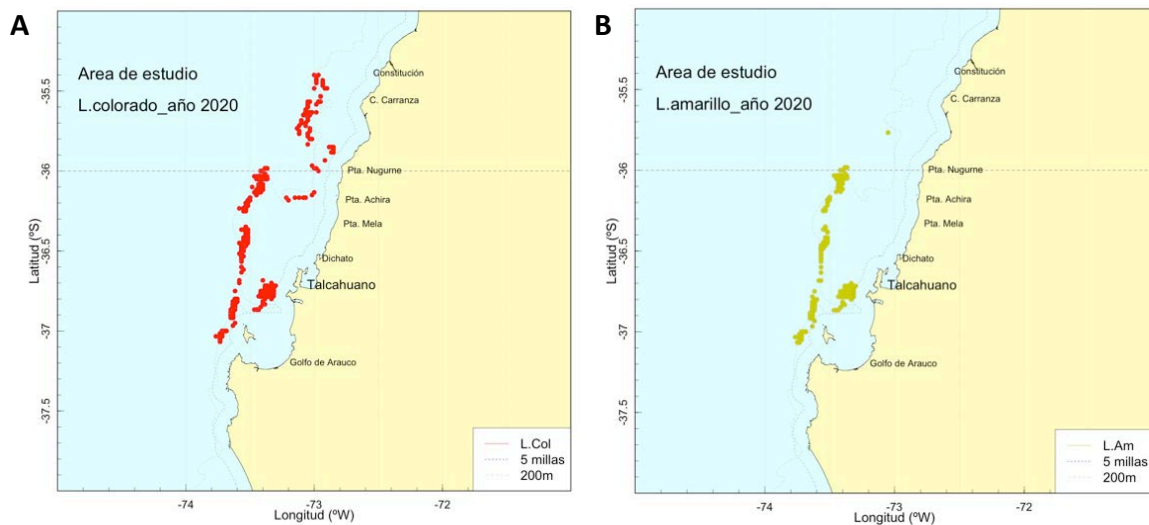 A
Area de estudio
L.colorado_año 2020
Constitución
C. Carranza
Pta. Nugurne
Pta. Achira
Pta. Mela
Dichato
Talcahuano
Golfo de Arauco
-35.5
-36
-36.5
-37
-37.5
Latitud (ºS)
-74
-73
-72
Longitud (ºW)
L.Col
5 millas
200m
B
Area de estudio
L.amarillo_año 2020
Constitución
C. Carranza
Pta. Nugurne
Pta. Achira
Pta. Mela
Dichato
Talcahuano
Golfo de Arauco
-35.5
-36
-36.5
-37
-37.5
Latitud (ºS)
-74
-73
-72
Longitud (ºW)
L.Am
5 millas
200m